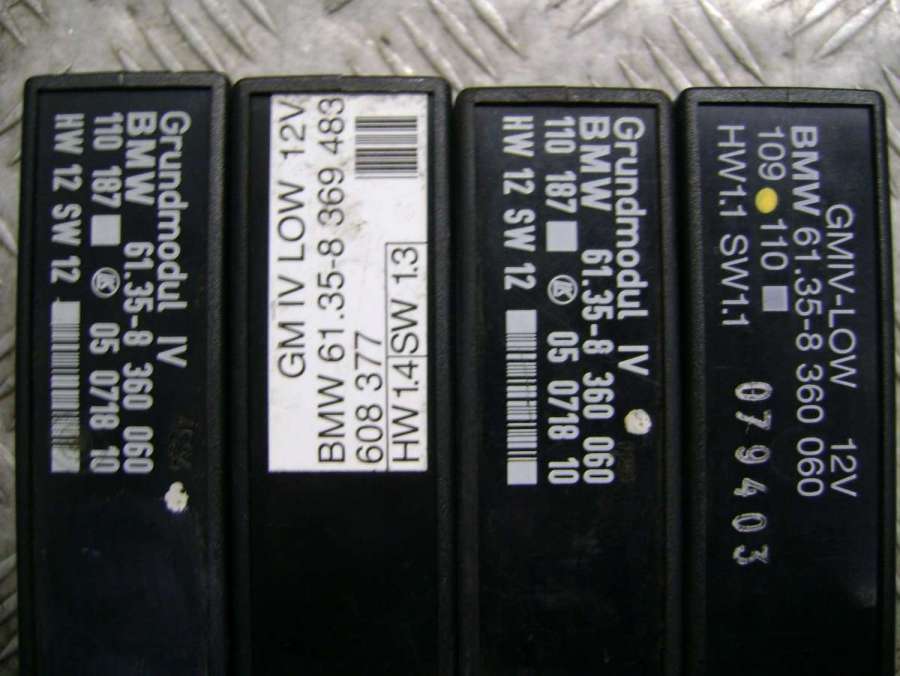 Grundmodul IV
BMW 61.35-8 360 060
110 187 05 0718 10
HW 12 SW 12
GM IV LOW 12V
BMW 61.35-8 369 483
608 377
HW 1.4 SW 1.3
Grundmodul IV
BMW 61.35-8 360 060
110 187 05 0718 10
HW 12 SW 12
GMIV-LOW 12V
BMW 61.35-8 360 060
109 110
HW1.1 SW1.1
079403